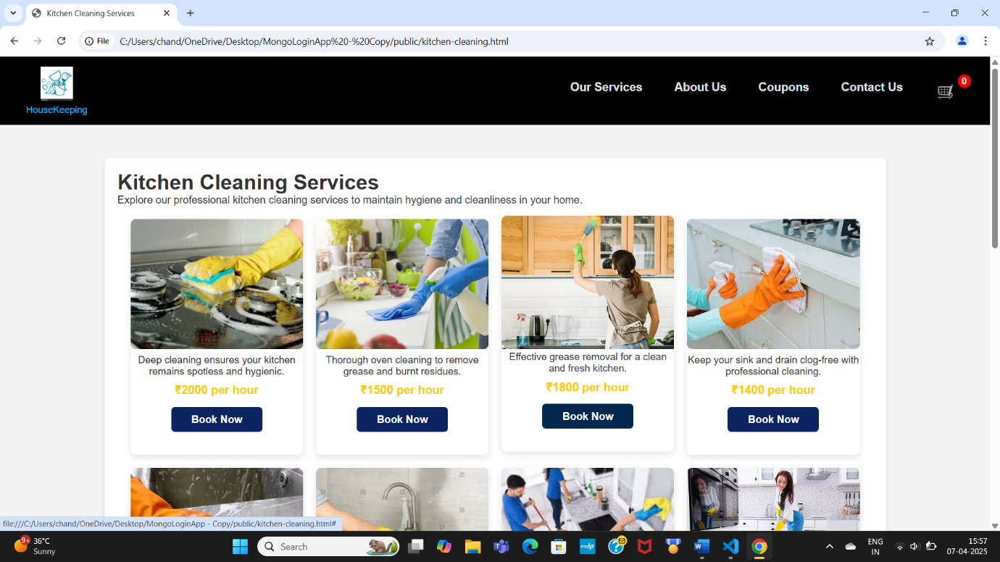 Kitchen Cleaning Services
File C:/Users/chand/OneDrive/Desktop/MongoLoginApp%20-%20Copy/public/kitchen-cleaning.html
HouseKeeping
Our Services About Us Coupons Contact Us 0
Kitchen Cleaning Services
Explore our professional kitchen cleaning services to maintain hygiene and cleanliness in your home.
Deep cleaning ensures your kitchen
remains spotless and hygienic.
₹2000 per hour
Book Now
Thorough oven cleaning to remove
grease and burnt residues.
₹1500 per hour
Book Now
Effective grease removal for a clean
and fresh kitchen.
₹1800 per hour
Book Now
Keep your sink and drain clog-free with
professional cleaning.
₹1400 per hour
Book Now
file:///C:/Users/chand/OneDrive/Desktop/MongoLoginApp - Copy/public/kitchen-cleaning.html#
9+
36°C
Sunny
Search
ENG
IN
15:57
07-04-2025